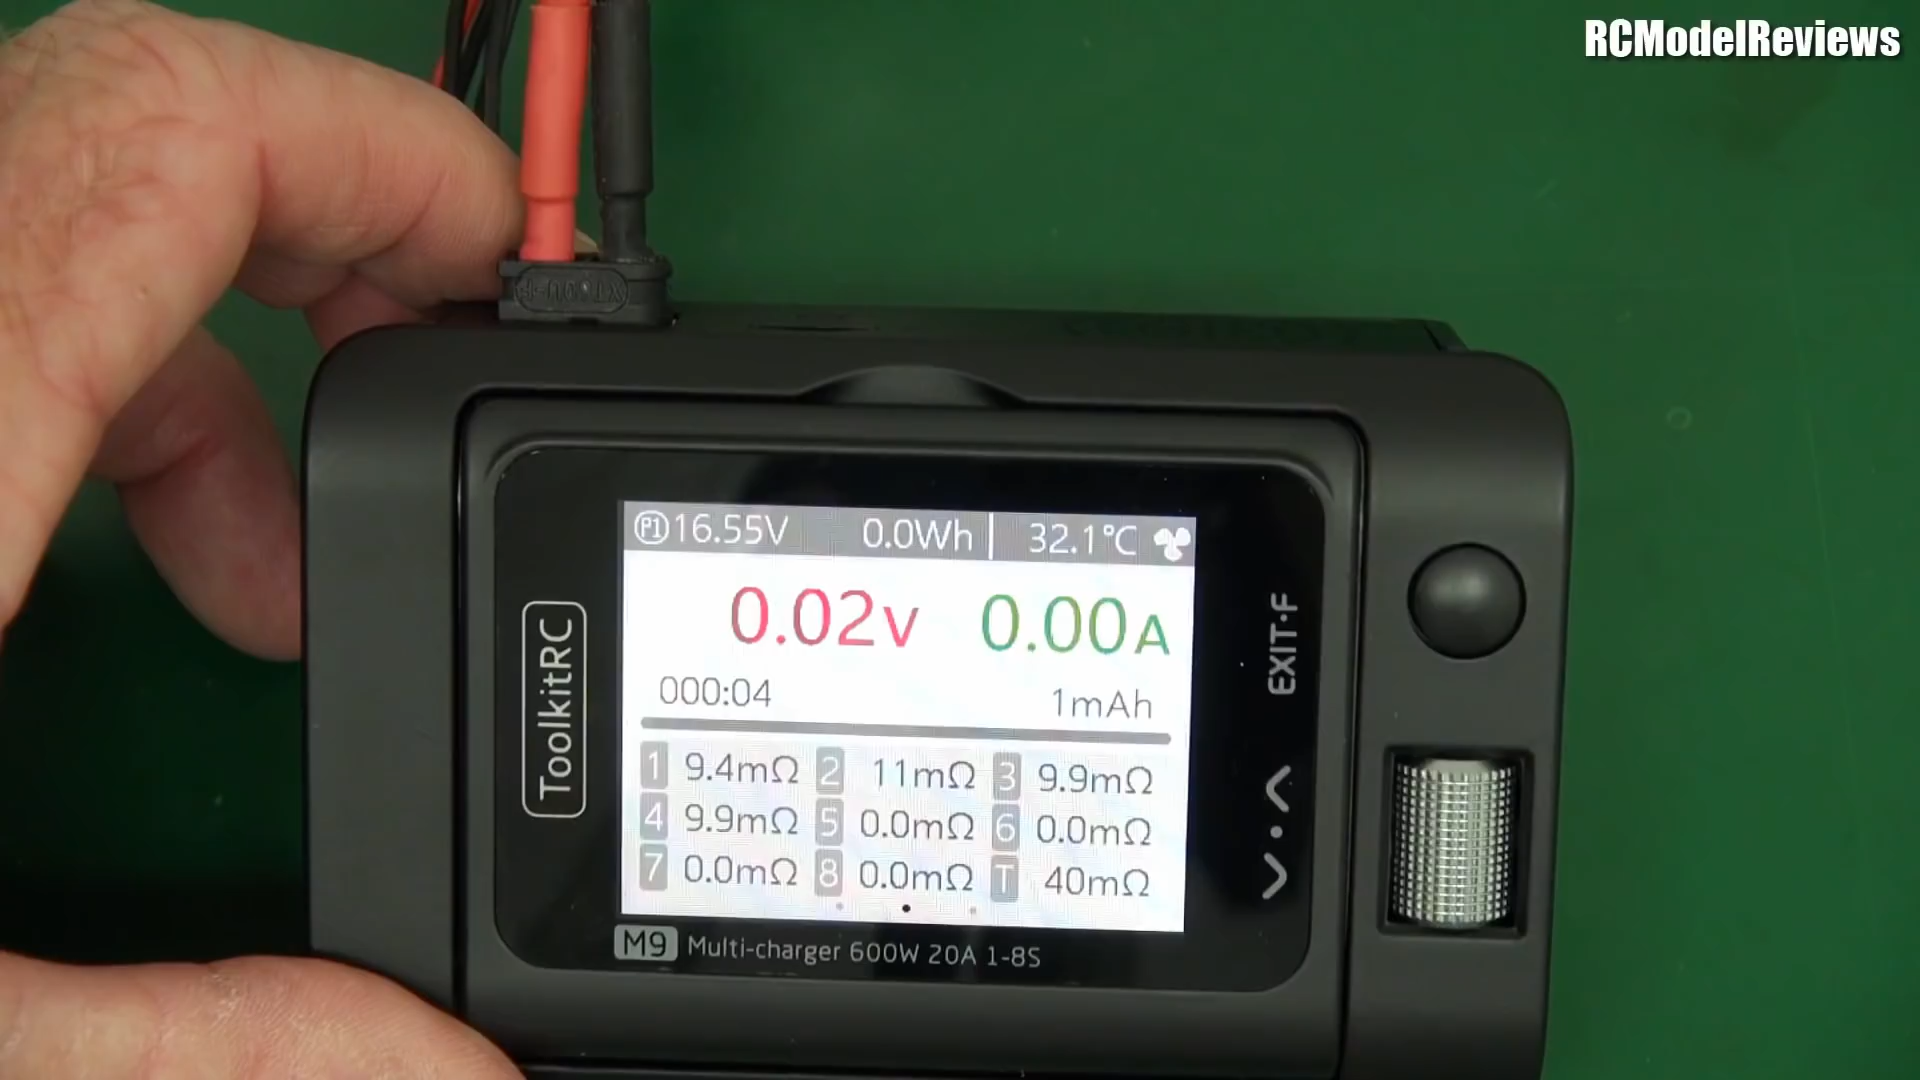 RCModelReviews
P1 16.55V 0.0Wh 32.1°C
0.02V 0.00A
000:04 1mAh
1 9.4mΩ 2 11mΩ 3 9.9mΩ
4 9.9mΩ 5 0.0mΩ 6 0.0mΩ
7 0.0mΩ 8 0.0mΩ T 40mΩ
M9 Multi-charger 600W 20A 1-8S
ToolkitRC
EXIT·F